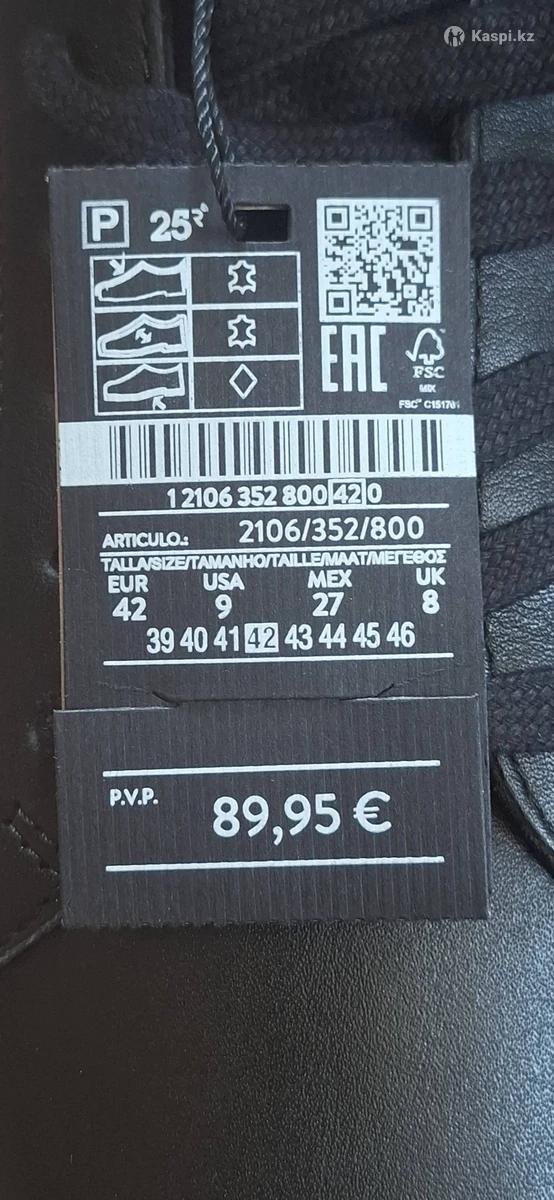 Kaspi.kz
P 25
EAC
FSC
MIX
1 2106 352 800 42 0
ARTICULO.: 2106/352/800
TALLA/SIZE/TAMANHO/TAILLE/MAAT/ΜΕΓΕΘΟΣ
EUR USA MEX UK
42 9 27 8
39 40 41 42 43 44 45 46
P.V.P. 89,95 €